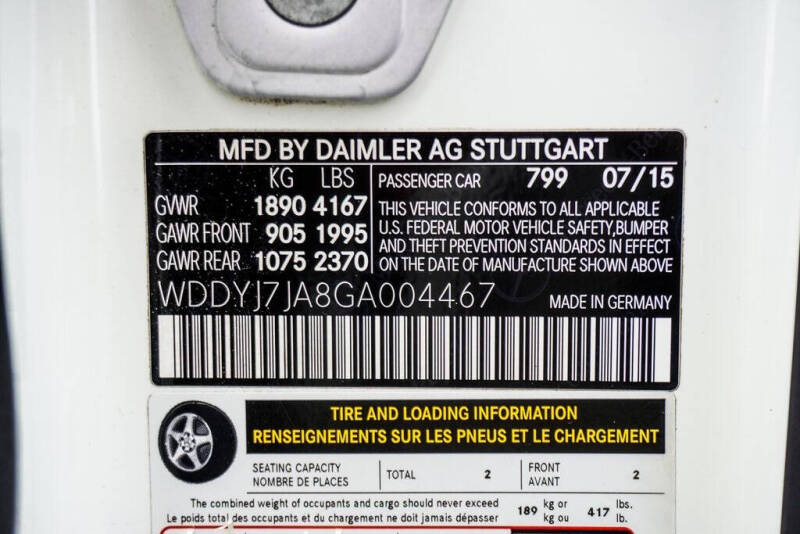 MFD BY DAIMLER AG STUTTGART
KG LBS
GVWR 1890 4167
GAWR FRONT 905 1995
GAWR REAR 1075 2370
PASSENGER CAR 799 07/15
THIS VEHICLE CONFORMS TO ALL APPLICABLE
U.S. FEDERAL MOTOR VEHICLE SAFETY,BUMPER
AND THEFT PREVENTION STANDARDS IN EFFECT
ON THE DATE OF MANUFACTURE SHOWN ABOVE
WDDYJ7JA8GA004467 MADE IN GERMANY
TIRE AND LOADING INFORMATION
RENSEIGNEMENTS SUR LES PNEUS ET LE CHARGEMENT
SEATING CAPACITY
NOMBRE DE PLACES
TOTAL 2
FRONT
AVANT
2
The combined weight of occupants and cargo should never exceed
Le poids total des occupants et du chargement ne doit jamais dépasser
189 kg or
kg ou
417 lbs.
lb.